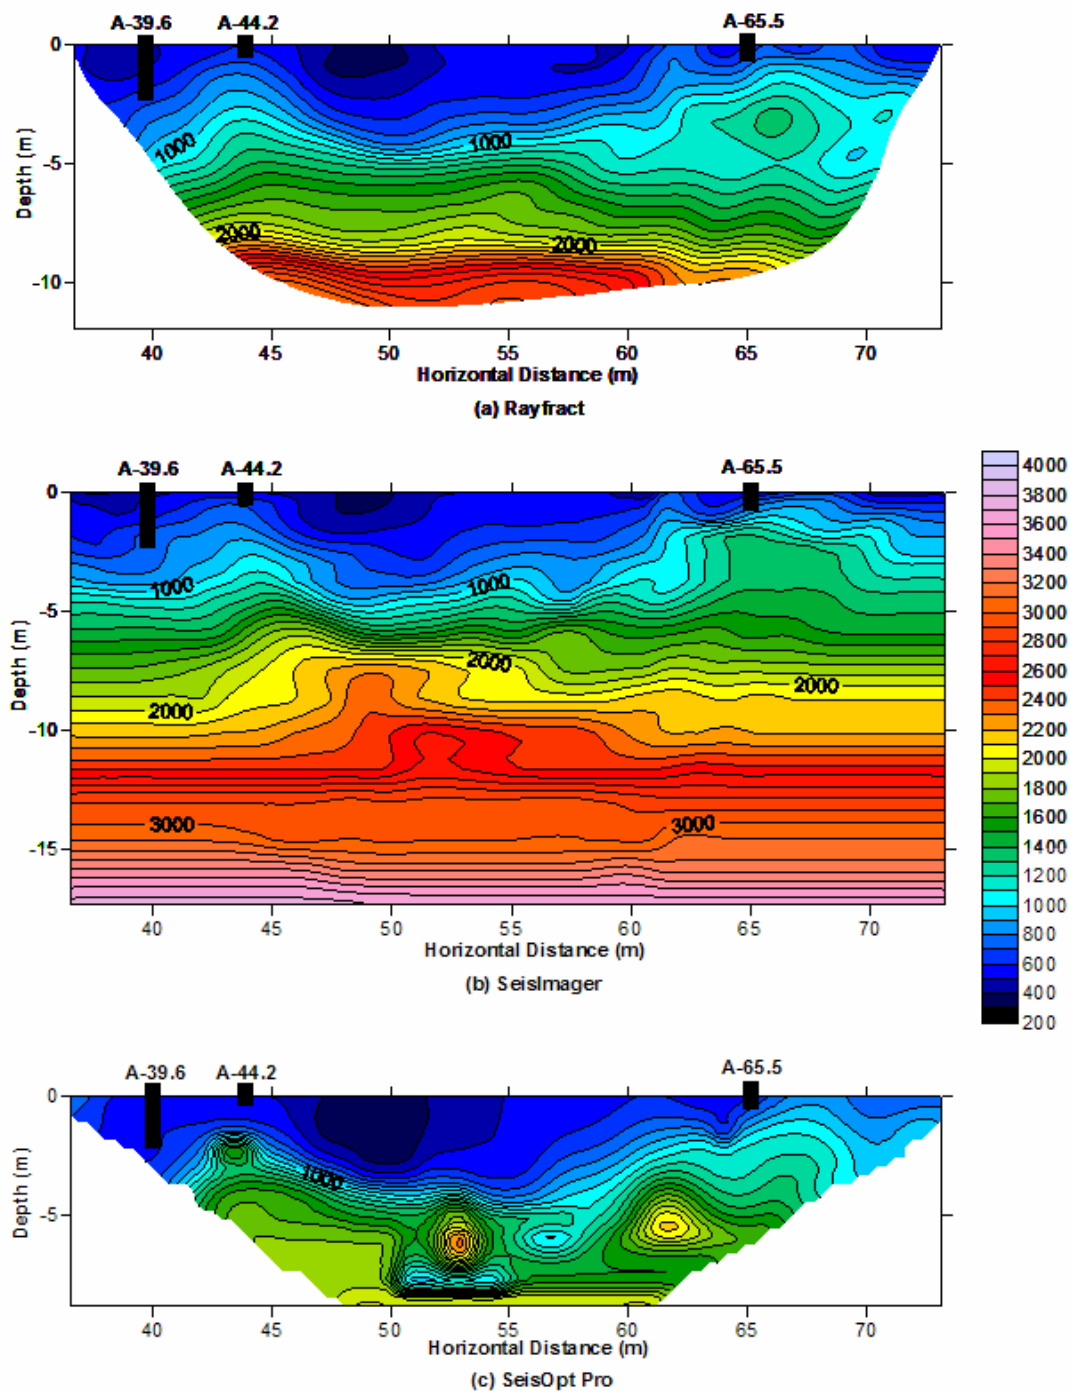 A-39.6 A-44.2 A-65.5
0
-5
-10
Depth (m)
1000 1000
2000 2000
40 45 50 55 60 65 70
Horizontal Distance (m)
(a) Rayfract
A-39.6 A-44.2 A-65.5
0
-5
-10
-15
Depth (m)
1000 1000
2000 2000 2000
3000 3000
40 45 50 55 60 65 70
Horizontal Distance (m)
(b) SeisImager
4000
3800
3600
3400
3200
3000
2800
2600
2400
2200
2000
1800
1600
1400
1200
1000
800
600
400
200
A-39.6 A-44.2 A-65.5
0
-5
Depth (m)
1000
40 45 50 55 60 65 70
Horizontal Distance (m)
(c) SeisOpt Pro